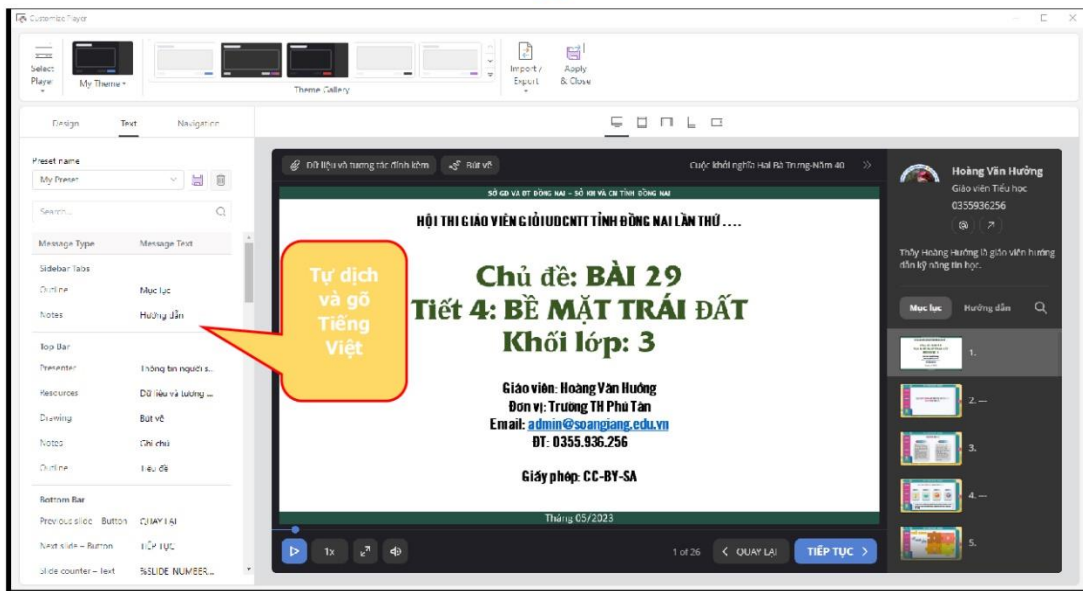 Customize Player
Select Player
My Theme
Theme Gallery
Import / Export
Apply & Close
Design Text Navigation
Preset name
My Preset
Search...
Message Type Message Text
Sidebar Tabs
Outline Mục lục
Notes Hướng dẫn
Top Bar
Presenter Thông tin người s...
Resources Dữ liệu và tương ...
Drawing Bút vẽ
Notes Ghi chú
Outline Tiêu đề
Bottom Bar
Previous slide - Button QUAY LẠI
Next slide - Button TIẾP TỤC
Slide counter - Text %SLIDE_NUMBER...
Tự dịch
và gõ
Tiếng
Việt
Dữ liệu và tương tác đính kèm Bút vẽ Cuộc khởi nghĩa Hai Bà Trưng-Năm 40
SỞ GD VÀ ĐT ĐỒNG NAI – SỞ KH VÀ CN TỈNH ĐỒNG NAI
HỘI THI GIÁO VIÊN GIỎI UDCNTT TỈNH ĐỒNG NAI LẦN THỨ ....
Chủ đề: BÀI 29
Tiết 4: BỀ MẶT TRÁI ĐẤT
Khối lớp: 3
Giáo viên: Hoàng Văn Hưởng
Đơn vị: Trường TH Phú Tân
Email: admin@soangiang.edu.vn
ĐT: 0355.936.256
Giấy phép: CC-BY-SA
Tháng 05/2023
1x 1 of 26 QUAY LẠI TIẾP TỤC
Hoàng Văn Hưởng
Giáo viên Tiểu học
0355936256
Thầy Hoàng Hưởng là giáo viên hướng
dẫn kỹ năng tin học.
Mục lục Hướng dẫn
1.
2. —
3.
4. —
5.